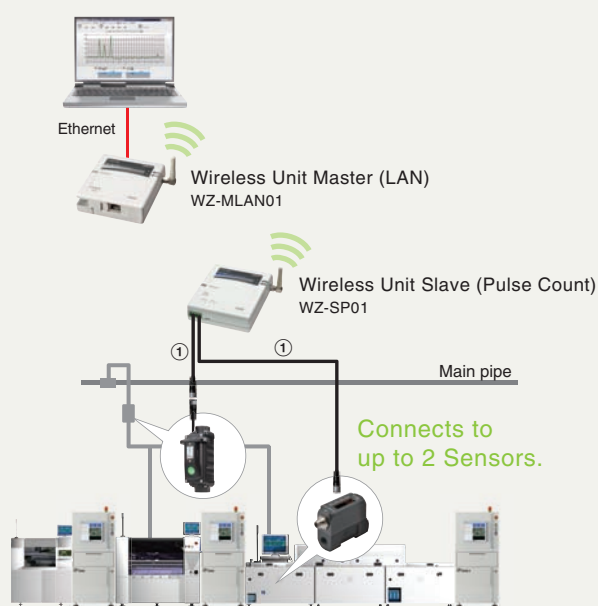 Ethernet
Wireless Unit Master (LAN)
WZ-MLAN01
Wireless Unit Slave (Pulse Count)
WZ-SP01
① ①
Main pipe
Connects to
up to 2 Sensors.